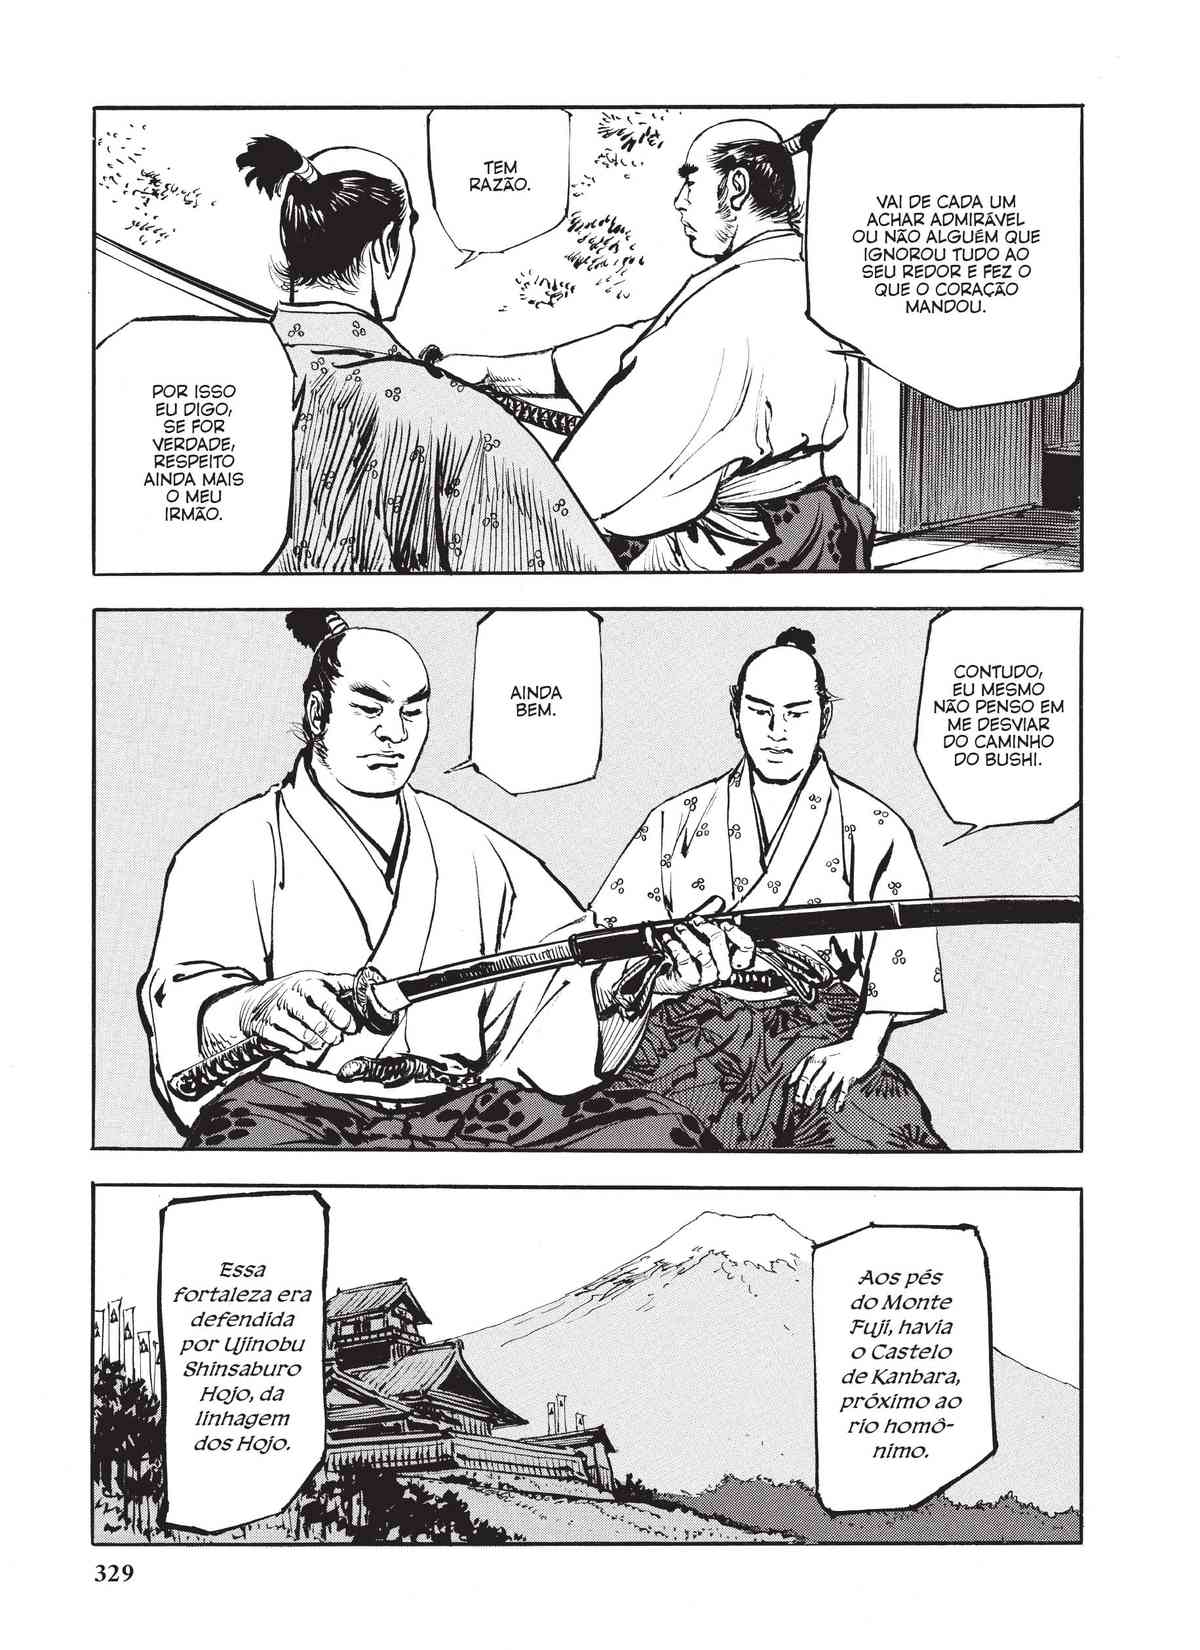 VAI DE CADA UM
ACHAR ADMIRÁVEL
OU NÃO ALGUÉM QUE
IGNOROU TUDO AO
SEU REDOR E FEZ O
QUE O CORAÇÃO
MANDOU.
TEM
RAZÃO.
POR ISSO
EU DIGO,
SE FOR
VERDADE,
RESPEITO
AINDA MAIS
O MEU
IRMÃO.
CONTUDO,
EU MESMO
NÃO PENSO EM
ME DESVIAR
DO CAMINHO
DO BUSHI.
AINDA
BEM.
Aos pés
do Monte
Fuji, havia
o Castelo
de Kanbara,
próximo ao
rio homô-
nimo.
Essa
fortaleza era
defendida
por Ujinobu
Shinsaburo
Hojo, da
linhagem
dos Hojo.
329